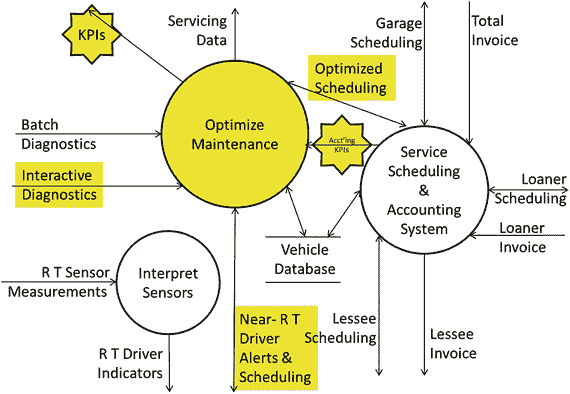 KPIs
Servicing
Data
Garage
Scheduling
Total
Invoice
Optimized
Scheduling
Batch
Diagnostics
Optimize
Maintenance
Acct'ing
KPIs
Interactive
Diagnostics
Service
Scheduling
&
Accounting
System
Loaner
Scheduling
Loaner
Invoice
Vehicle
Database
R T Sensor
Measurements
Interpret
Sensors
Near- R T
Driver
Alerts &
Scheduling
Lessee
Scheduling
Lessee
Invoice
R T Driver
Indicators